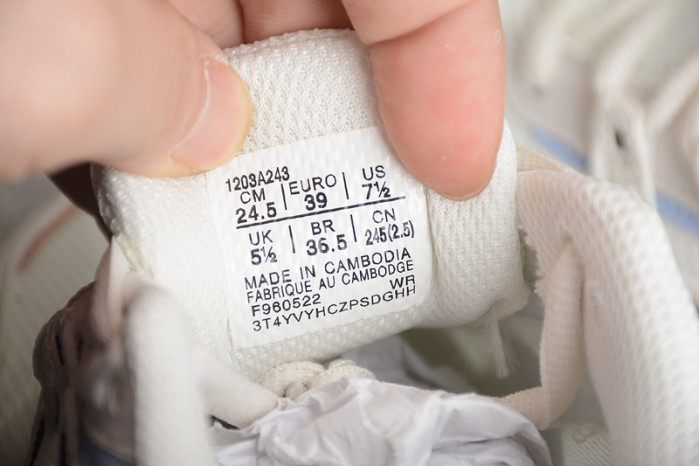 1203A243
CM | EURO | US
24.5 | 39 | 7½
UK | BR | CN
5½ | 36.5 | 245(2.5)
MADE IN CAMBODIA
FABRIQUE AU CAMBODGE
F960522 WR
3T4YVYHCZPSDGHH